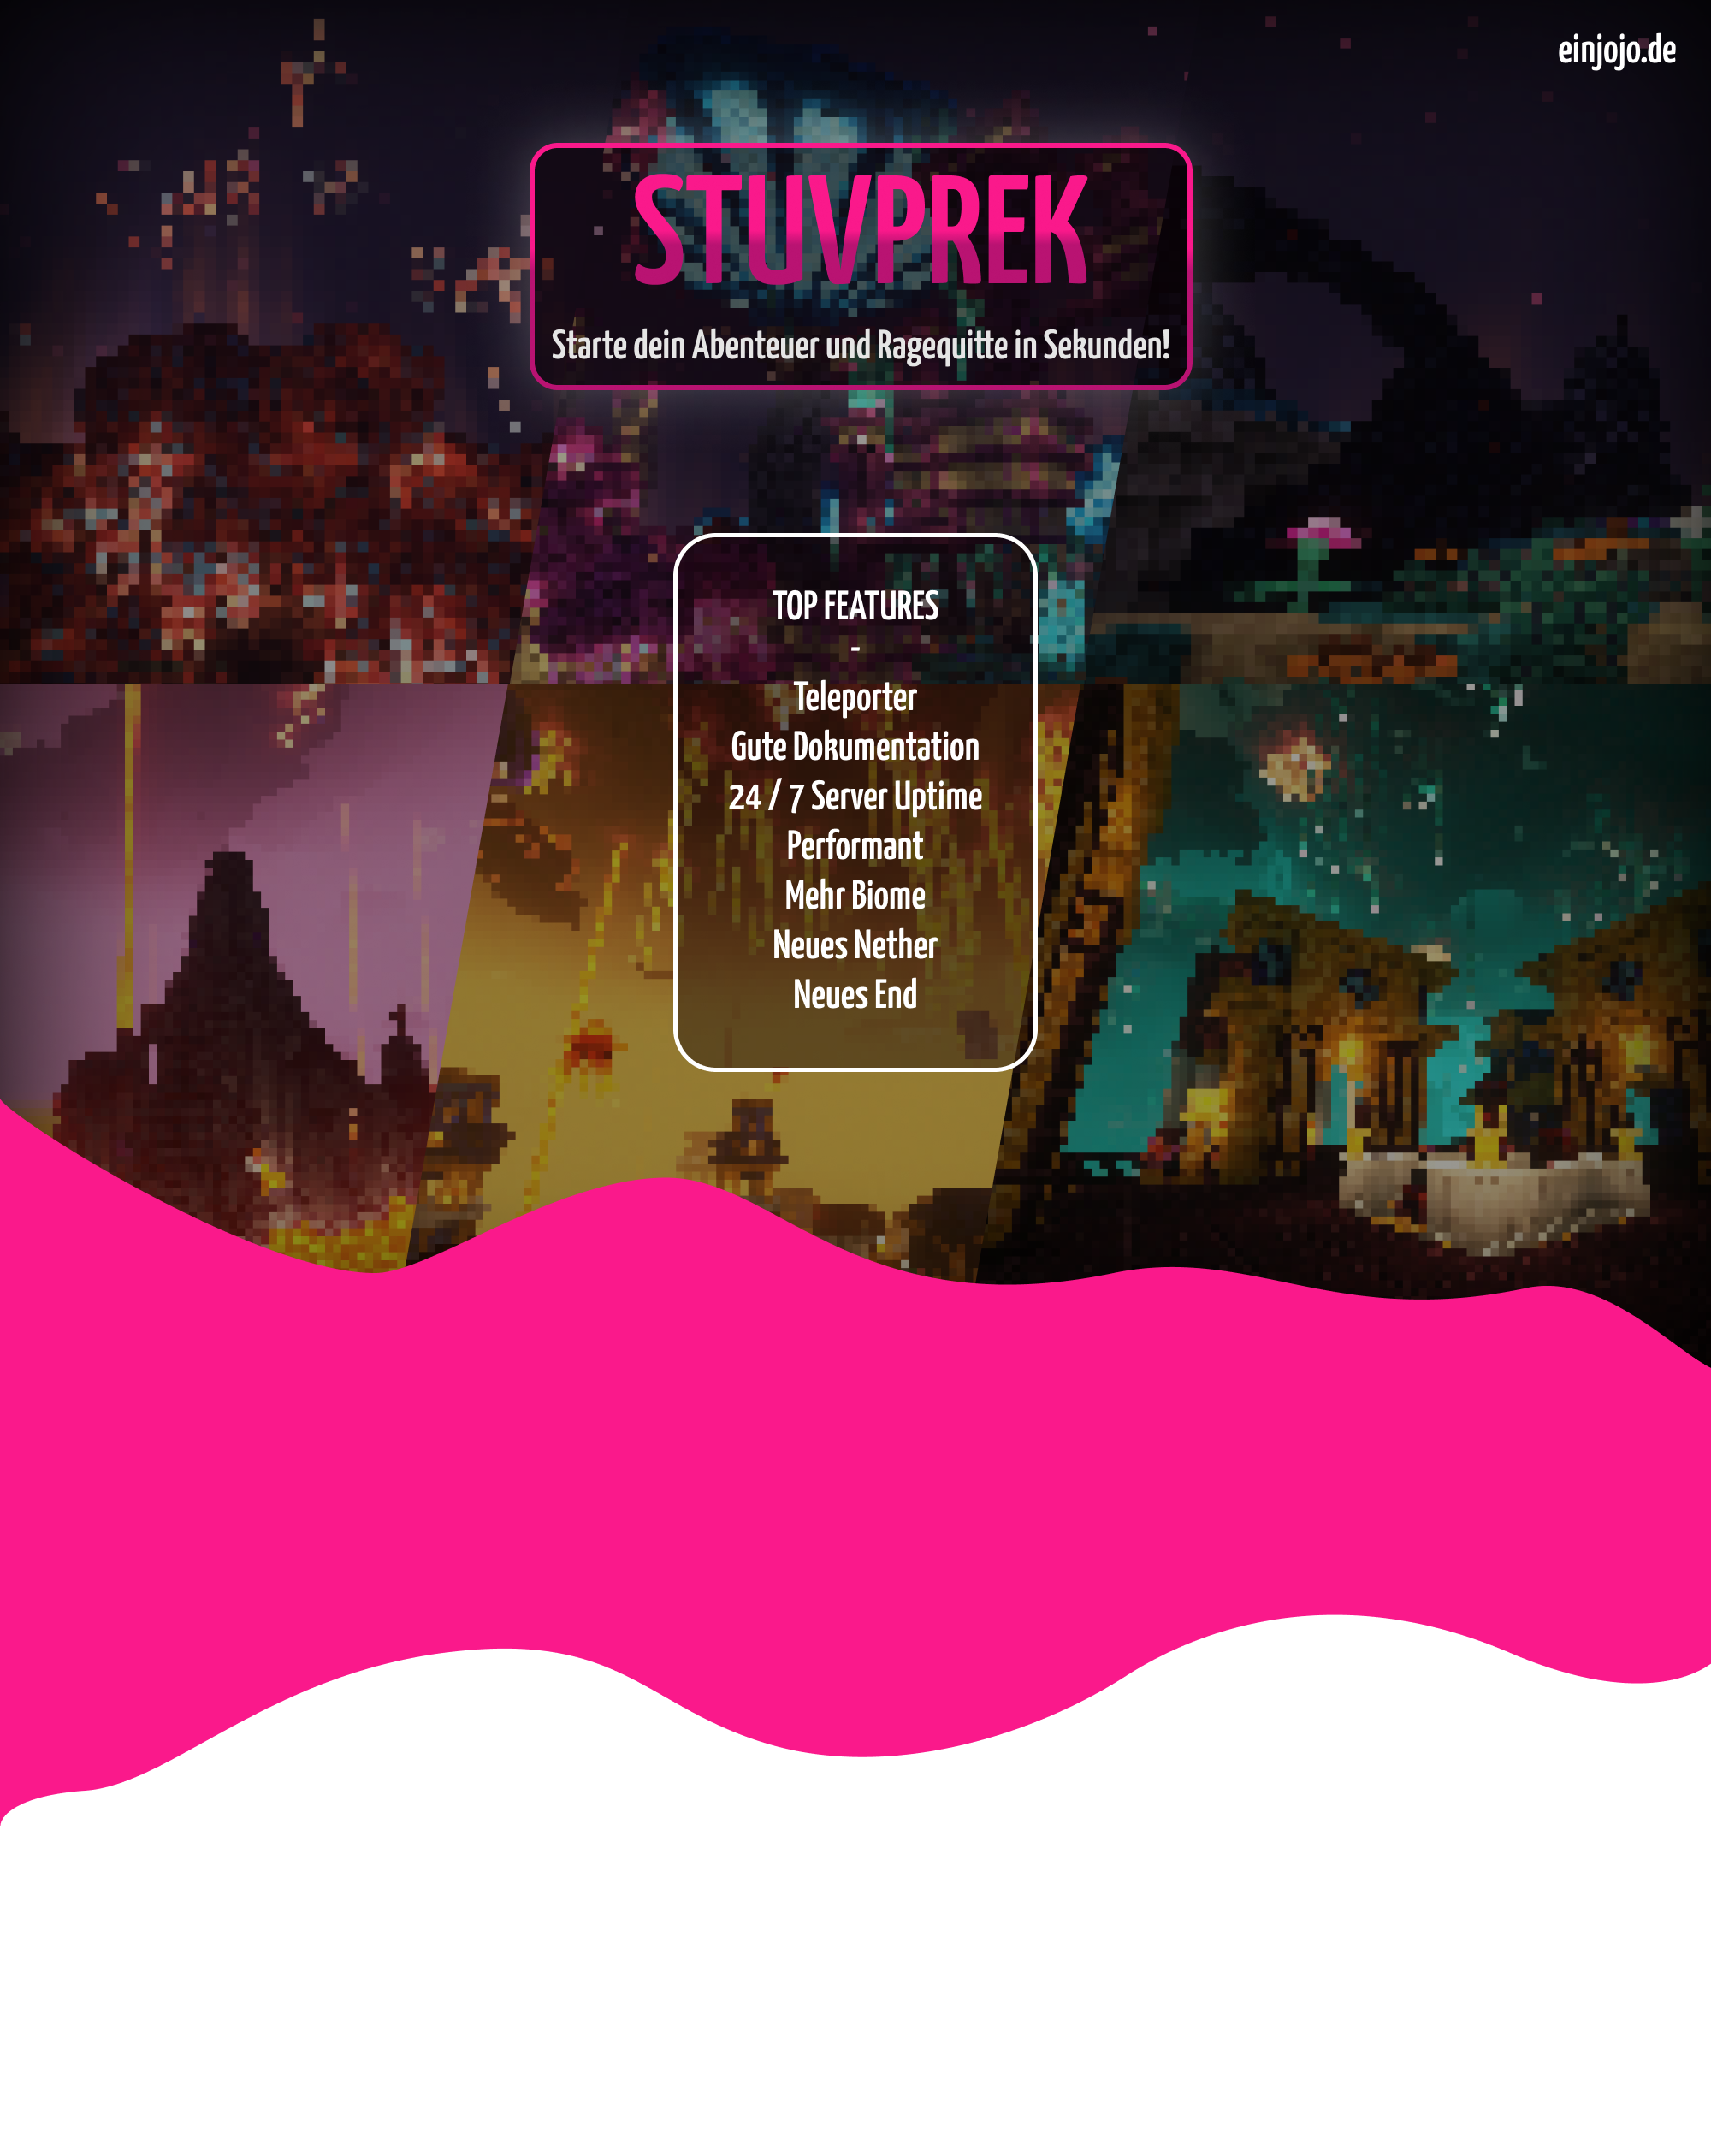 einjojo.de
STUVPREK
Starte dein Abenteuer und Ragequitte in Sekunden!
TOP FEATURES
-
Teleporter
Gute Dokumentation
24 / 7 Server Uptime
Performant
Mehr Biome
Neues Nether
Neues End